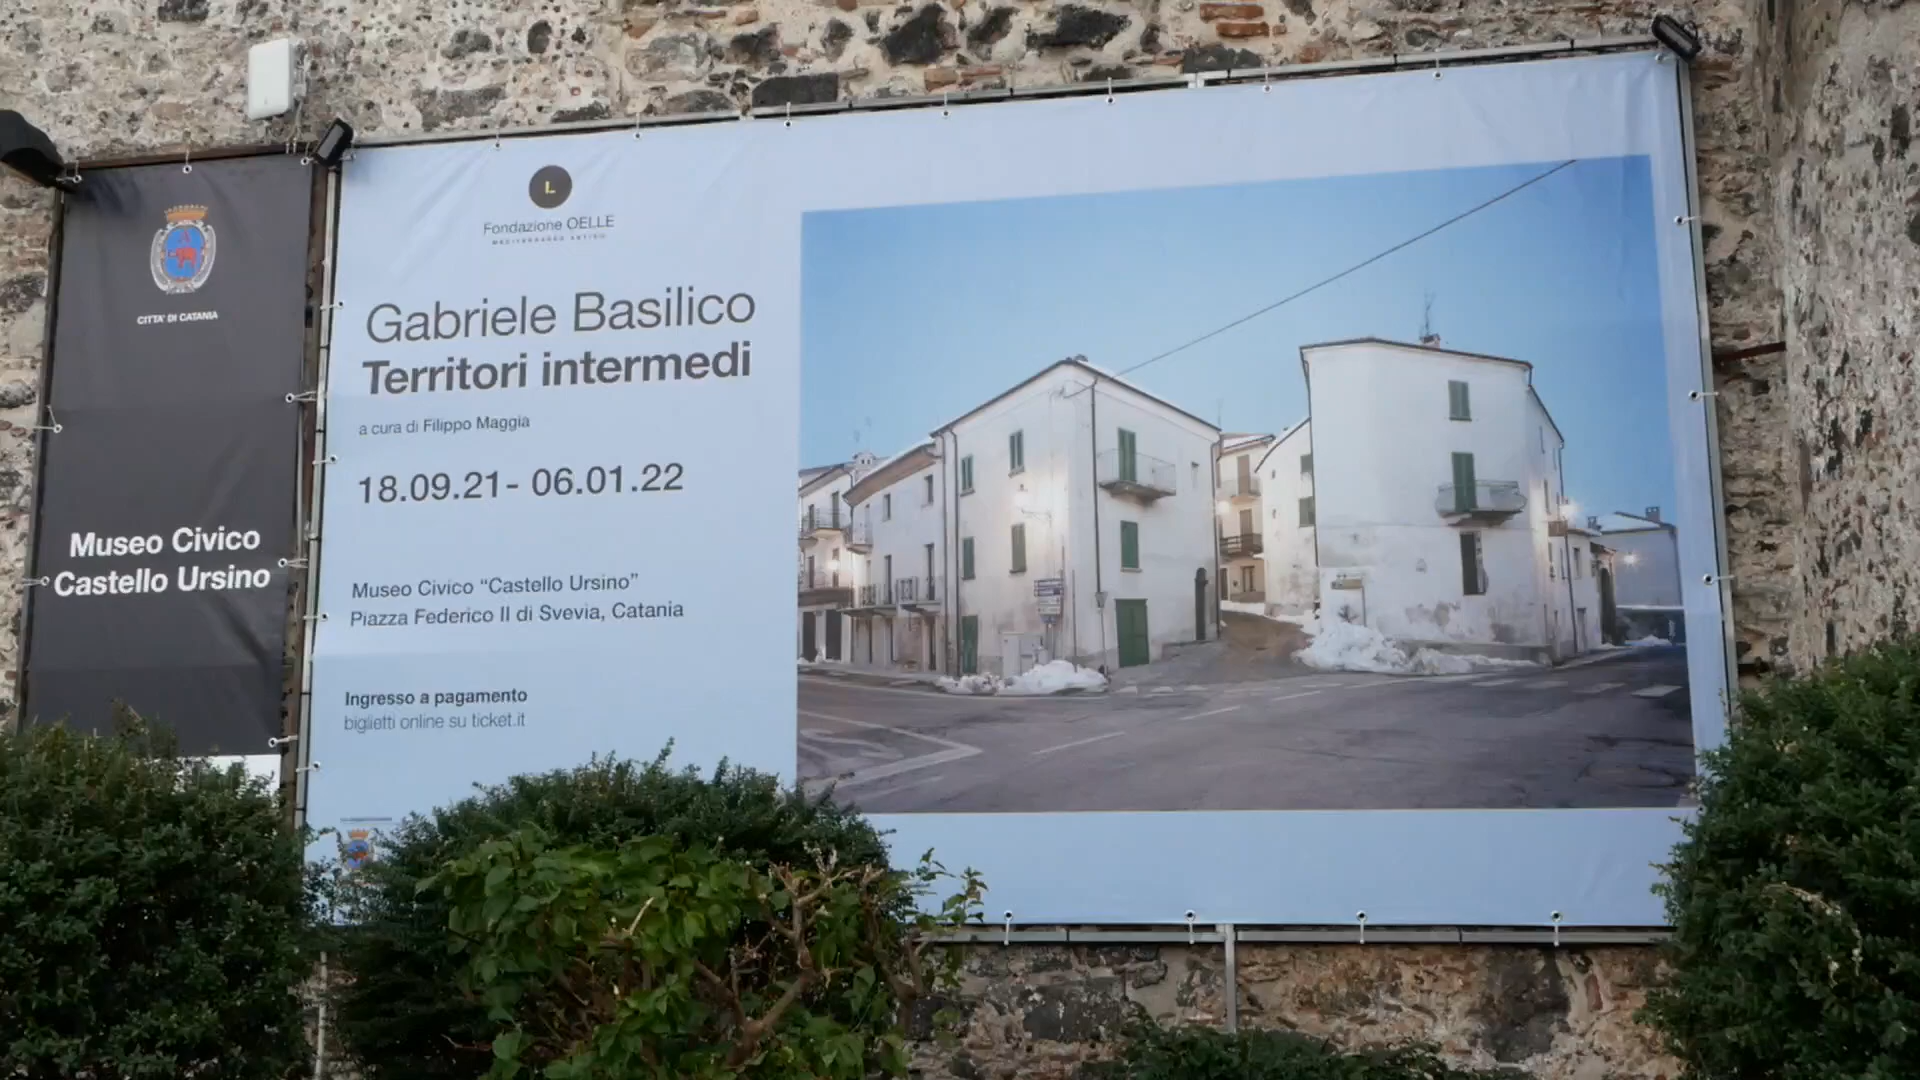 CITTA' DI CATANIA
Museo Civico
Castello Ursino
L
Fondazione OELLE
MEDITERRANEO ANTICO
Gabriele Basilico
Territori intermedi
a cura di Filippo Maggia
18.09.21- 06.01.22
Museo Civico “Castello Ursino”
Piazza Federico II di Svevia, Catania
Ingresso a pagamento
biglietti online su ticket.it